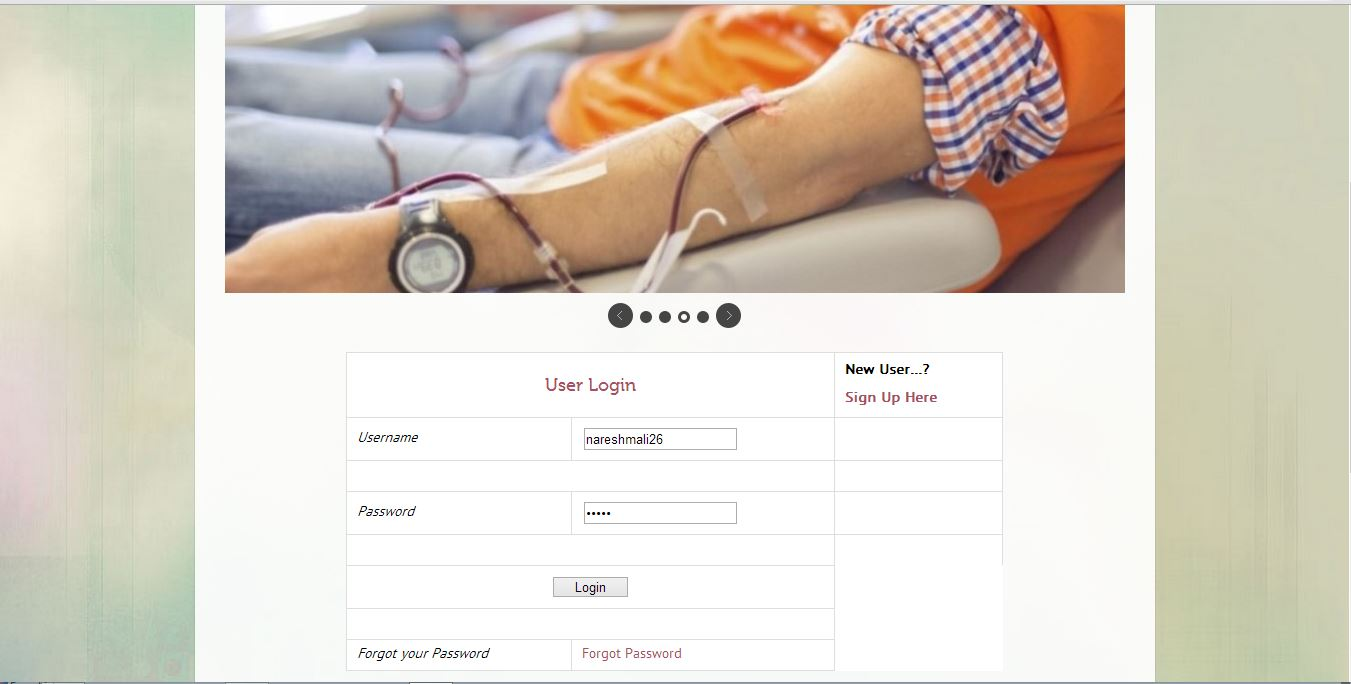 User Login
New User...?
Sign Up Here
Username
nareshmali26
Password
•••••
Login
Forgot your Password
Forgot Password